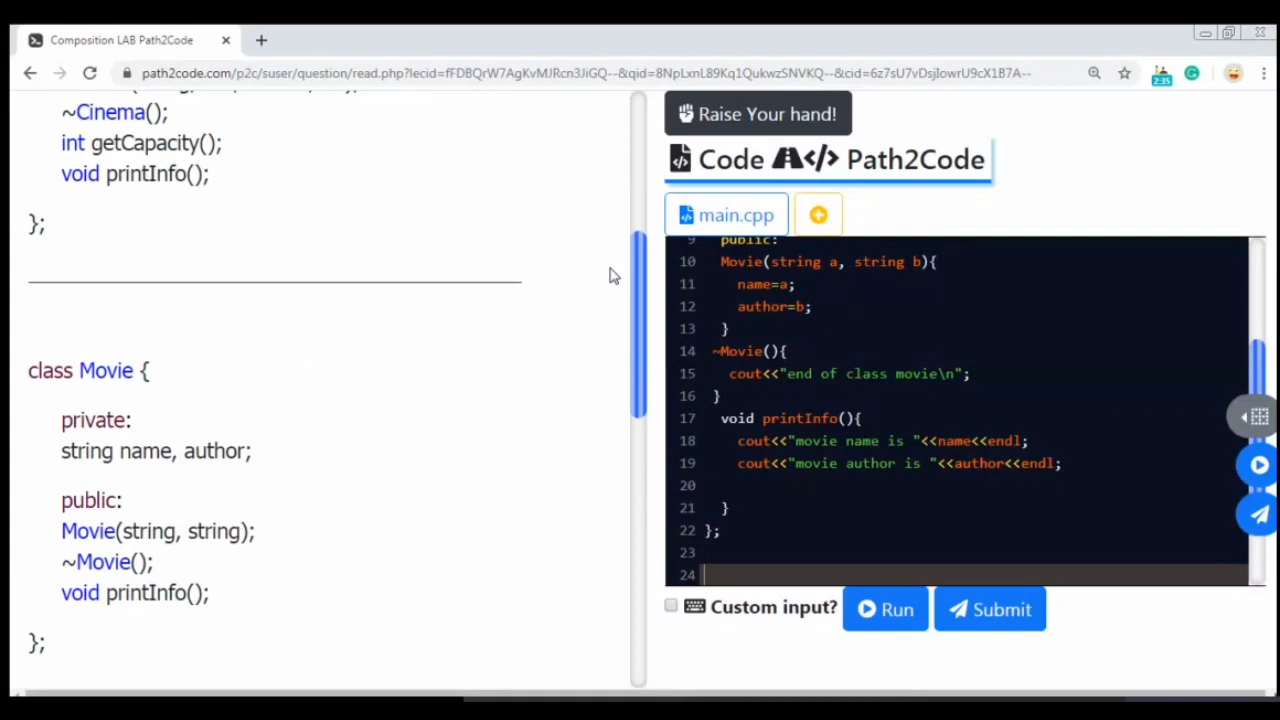 Composition LAB Path2Code
path2code.com/p2c/suser/question/read.php?lecid=fFDBQrW7AgKvMJRcn3JiGQ--&qid=8NpLxnL89Kq1QukwzSNVKQ--&cid=6z7sU7vDsjIowrU9cX1B7A--
2:35
~Cinema();
int getCapacity();
void printInfo();
};
class Movie {
private:
string name, author;
public:
Movie(string, string);
~Movie();
void printInfo();
};
Raise Your hand!
Code </> Path2Code
main.cpp
9 public:
10 Movie(string a, string b){
11 name=a;
12 author=b;
13 }
14 ~Movie(){
15 cout<<"end of class movie\n";
16 }
17 void printInfo(){
18 cout<<"movie name is "<<name<<endl;
19 cout<<"movie author is "<<author<<endl;
20
21 }
22 };
23
24
Custom input? Run Submit